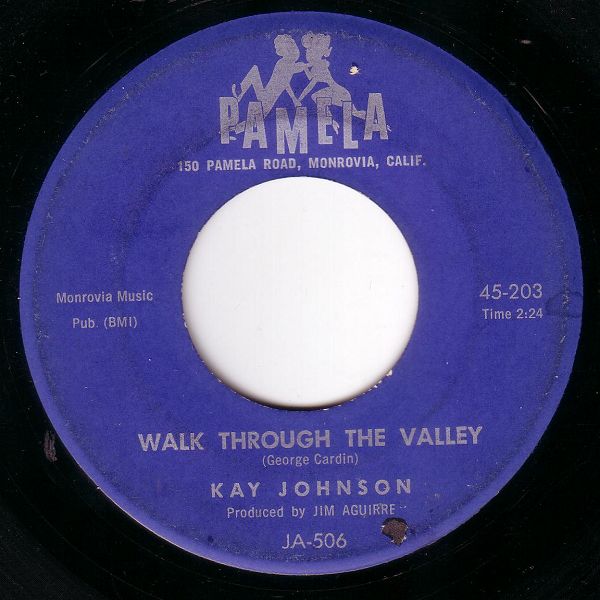 PAMELA
150 PAMELA ROAD, MONROVIA, CALIF.
Monrovia Music
Pub. (BMI)
45-203
Time 2:24
WALK THROUGH THE VALLEY
(George Cardin)
KAY JOHNSON
Produced by JIM AGUIRRE
JA-506